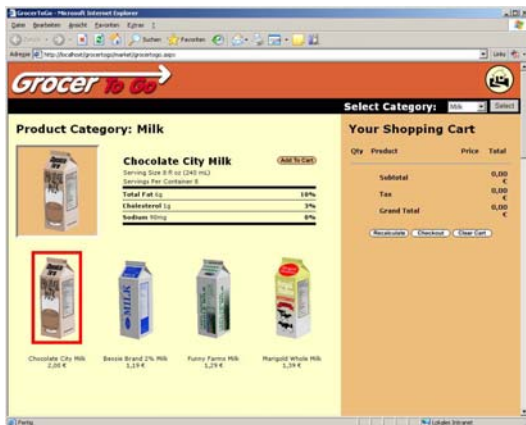 GrocerToGo - Microsoft Internet Explorer
Datei Bearbeiten Ansicht Favoriten Extras ?
Suchen Favoriten
Adresse http://localhost/grocertogo/market/grocertogo.aspx Links
Grocer To Go
Select Category: Milk Select
Product Category: Milk
Chocolate City Milk Add To Cart
Serving Size 8 fl oz (240 mL)
Servings Per Container 8
Total Fat 6g 10%
Cholesterol 1g 3%
Sodium 90mg 0%
MILK
Chocolate City Milk
2,00 €
Bessie Brand 2% Milk
1,19 €
Funny Farms Milk
1,29 €
Marigold Whole Milk
1,39 €
Your Shopping Cart
Qty Product Price Total
Subtotal 0,00 €
Tax 0,00 €
Grand Total 0,00 €
Recalculate Checkout Clear Cart
Fertig Lokales Intranet